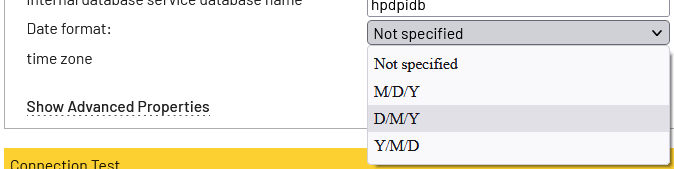 Internal database service database name
hpdpidb
Date format:
Not specified
time zone
Not specified
M/D/Y
D/M/Y
Y/M/D
Show Advanced Properties
Connection Test